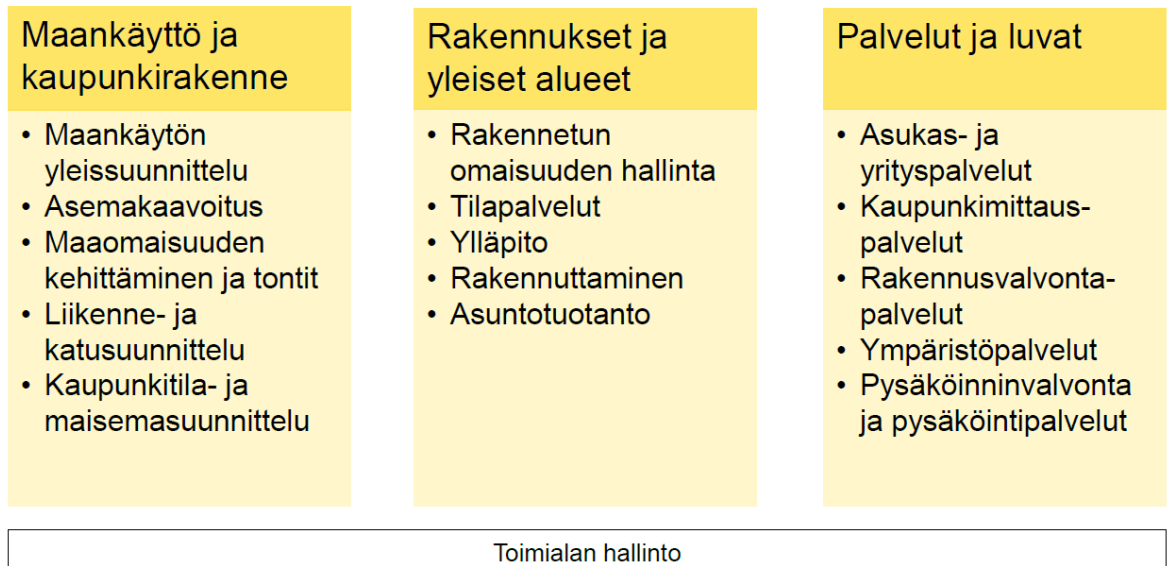 Maankäyttö ja
kaupunkirakenne
• Maankäytön
yleissuunnittelu
• Asemakaavoitus
• Maaomaisuuden
kehittäminen ja tontit
• Liikenne- ja
katusuunnittelu
• Kaupunkitila- ja
maisemasuunnittelu
Rakennukset ja
yleiset alueet
• Rakennetun
omaisuuden hallinta
• Tilapalvelut
• Ylläpito
• Rakennuttaminen
• Asuntotuotanto
Palvelut ja luvat
• Asukas- ja
yrityspalvelut
• Kaupunkimittaus-
palvelut
• Rakennusvalvonta-
palvelut
• Ympäristöpalvelut
• Pysäköinninvalvonta
ja pysäköintipalvelut
Toimialan hallinto